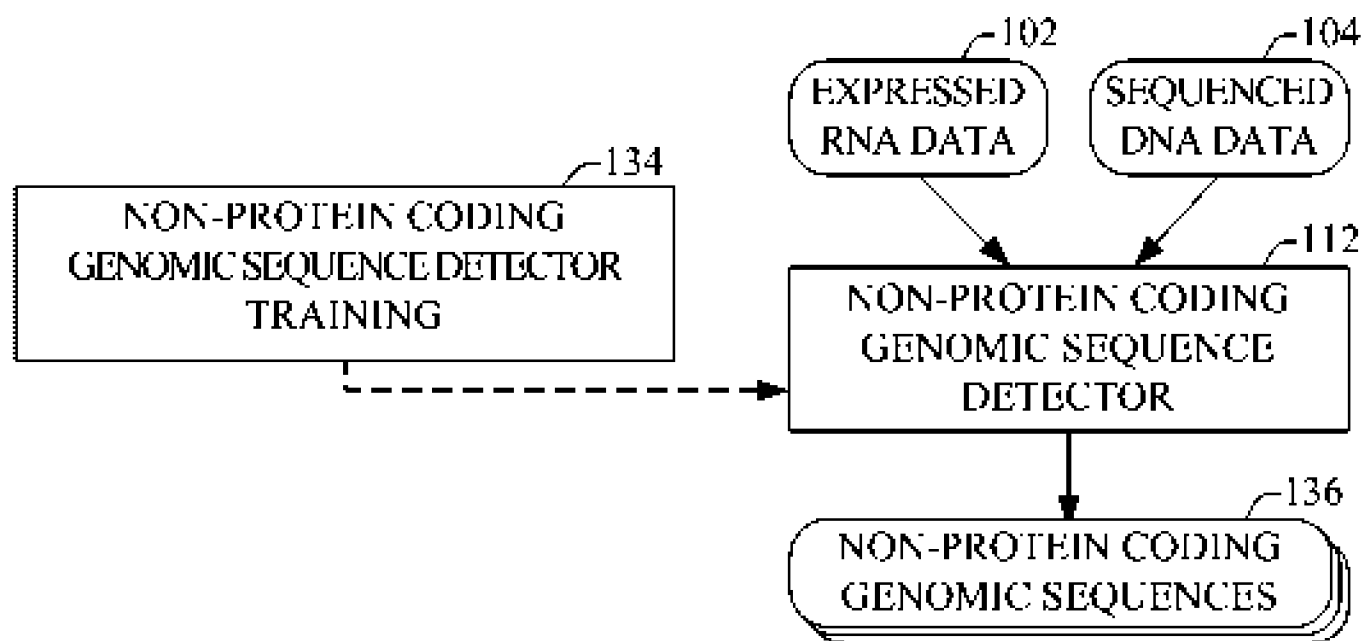 102
EXPRESSED
RNA DATA
104
SEQUENCED
DNA DATA
134
NON-PROTEIN CODING
GENOMIC SEQUENCE DETECTOR
TRAINING
112
NON-PROTEIN CODING
GENOMIC SEQUENCE
DETECTOR
136
NON-PROTEIN CODING
GENOMIC SEQUENCES